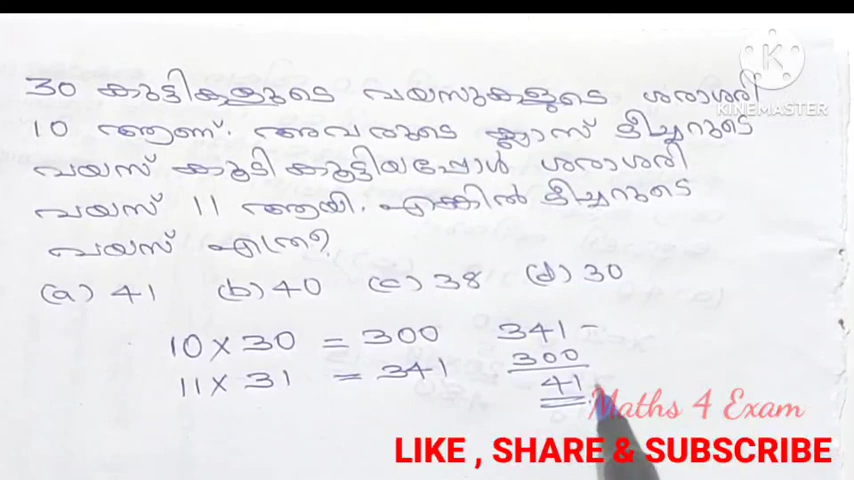 K
KINEMASTER
30 കുട്ടികളുടെ വയസുകളുടെ ശരാശരി
10 ആണ്. അവരുടെ ക്ലാസ് ടീച്ചറുടെ
വയസ് കൂടി കൂട്ടിയപ്പോൾ ശരാശരി
വയസ് 11 ആയി. എങ്കിൽ ടീച്ചറുടെ
വയസ് എത്ര?
(a) 41 (b) 40 (c) 38 (d) 30
10 × 30 = 300 341 -
11 × 31 = 341 300
41
Maths 4 Exam
LIKE , SHARE & SUBSCRIBE